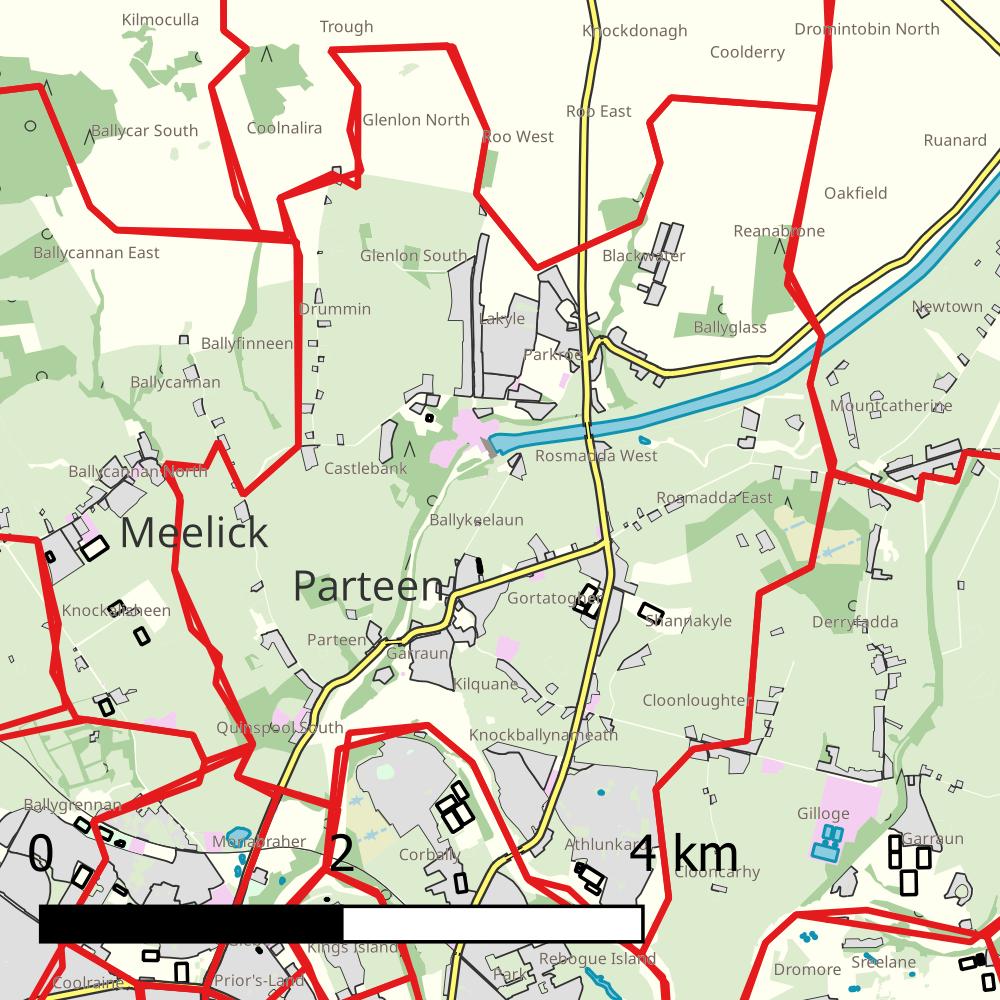 Kilmoculla
Trough
Knockdonagh
Dromintobin North
Coolderry
Roo East
Ballycar South
Coolnalira
Glenlon North
Roo West
Ruanard
Oakfield
Reanabrone
Ballycannan East
Glenlon South
Blackwater
Drummin
Lakyle
Newtown
Ballyglass
Ballyfinneen
Parkroe
Ballycannan
Mountcatherine
Ballycannan North
Castlebank
Rosmadda West
Rosmadda East
Ballykeelaun
Meelick
Parteen
Gortatogher
Knockalisheen
Shannakyle
Derryfadda
Parteen
Garraun
Kilquane
Cloonloughter
Quinspool South
Knockballynameath
Ballygrennan
Gilloge
Monabraher
Athlunkard
Garraun
Corbally
0 2 4 km
Clooncarhy
Kings Island
Rebogue Island
Sreelane
Dromore
Park
Coolraine
Prior's-Land